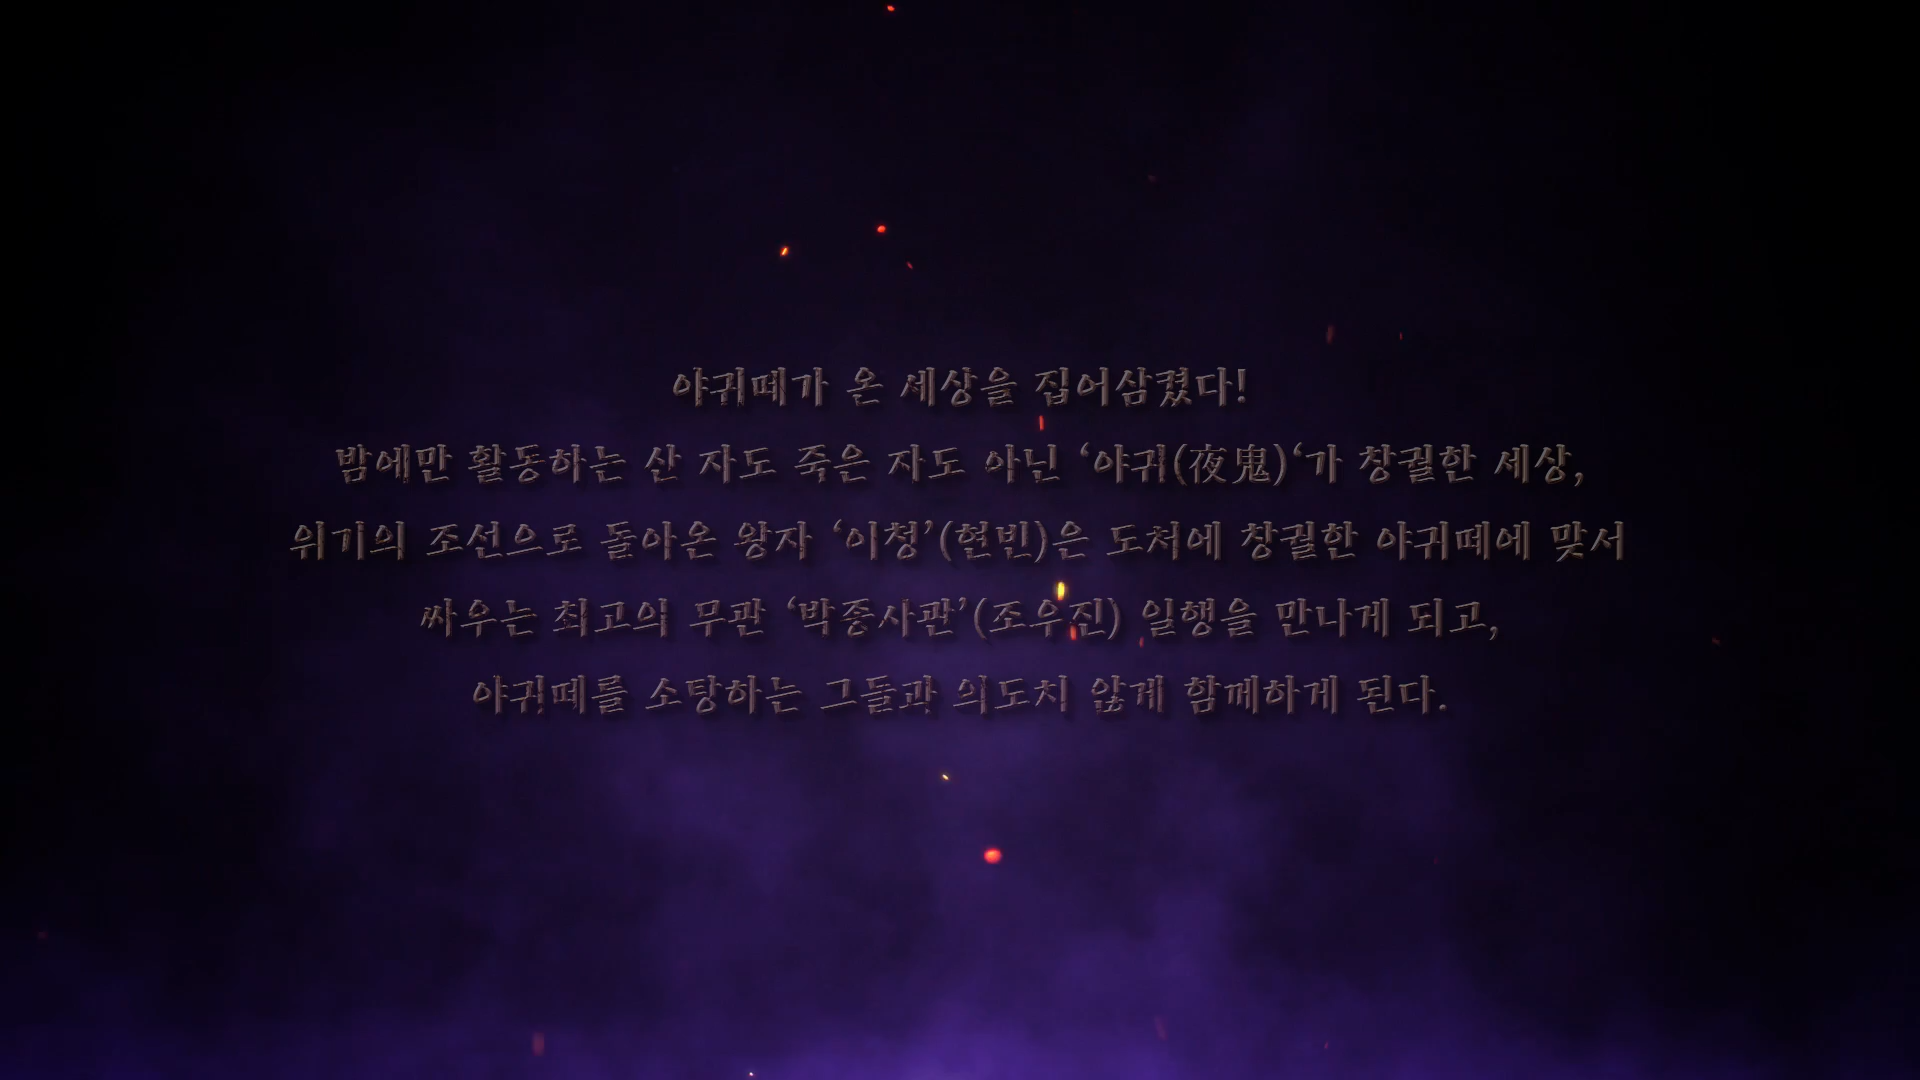 야귀떼가 온 세상을 집어삼켰다!
밤에만 활동하는 산 자도 죽은 자도 아닌 ‘야귀(夜鬼)‘가 창궐한 세상,
위기의 조선으로 돌아온 왕자 ‘이청’(현빈)은 도처에 창궐한 야귀떼에 맞서
싸우는 최고의 무관 ‘박종사관’(조우진) 일행을 만나게 되고,
야귀떼를 소탕하는 그들과 의도치 않게 함께하게 된다.